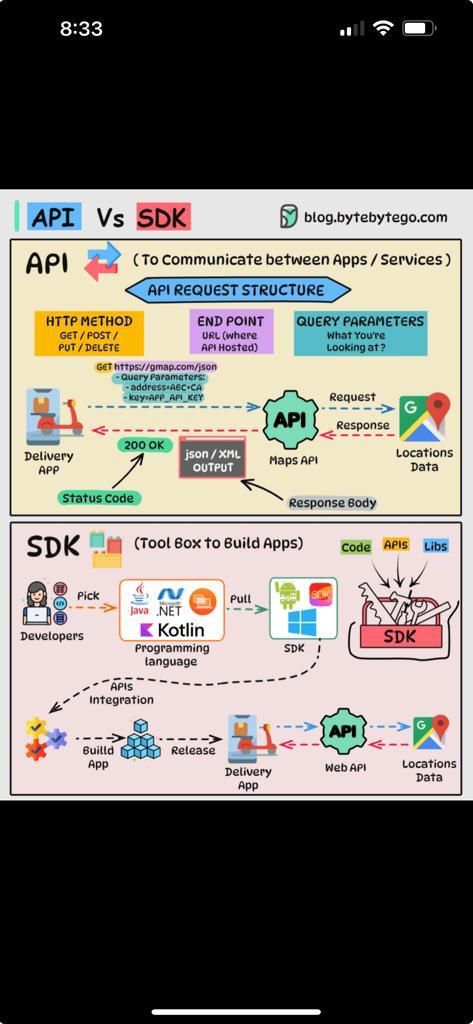 8:33
API Vs SDK
blog.bytebytego.com
API
(To Communicate between Apps / Services)
API REQUEST STRUCTURE
HTTP METHOD
GET / POST /
PUT / DELETE
END POINT
URL (Where
API Hosted)
QUERY PARAMETERS
What You're
Looking at ?
GET https://gmap.com/json
- Query Parameters:
- address=ABC+CA
- key=APP_API_KEY
Delivery
APP
200 OK
Status Code
json / XML
OUTPUT
Response Body
API
Maps API
Request
Response
G
Locations
Data
SDK
(Tool Box to Build Apps)
Code
APIs
Libs
SDK
Developers
Pick
Java
Microsoft
.NET
Kotlin
Programming
language
Pull
SDK
SDK
APIs
Integration
Build
App
Release
Delivery
App
API
Web API
G
Locations
Data